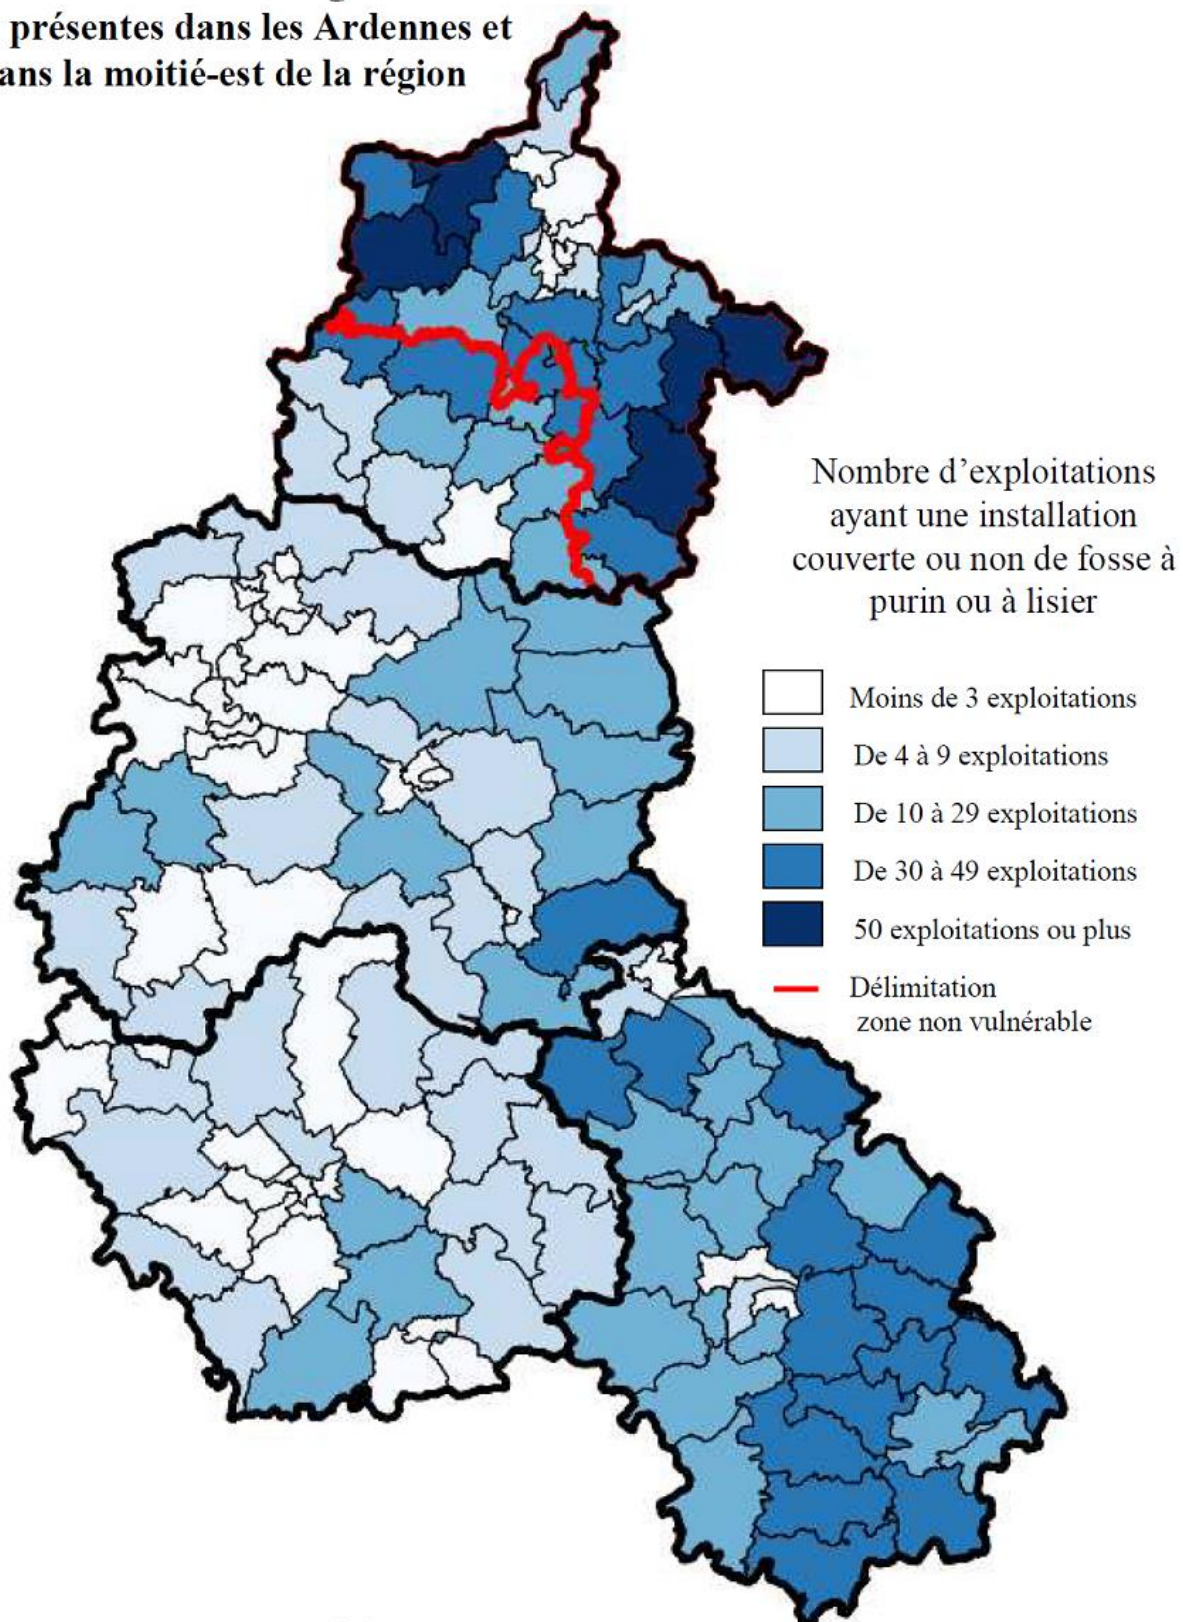 présentes dans les Ardennes et
ans la moitié-est de la région
Nombre d'exploitations
ayant une installation
couverte ou non de fosse à
purin ou à lisier
Moins de 3 exploitations
De 4 à 9 exploitations
De 10 à 29 exploitations
De 30 à 49 exploitations
50 exploitations ou plus
Délimitation
zone non vulnérable